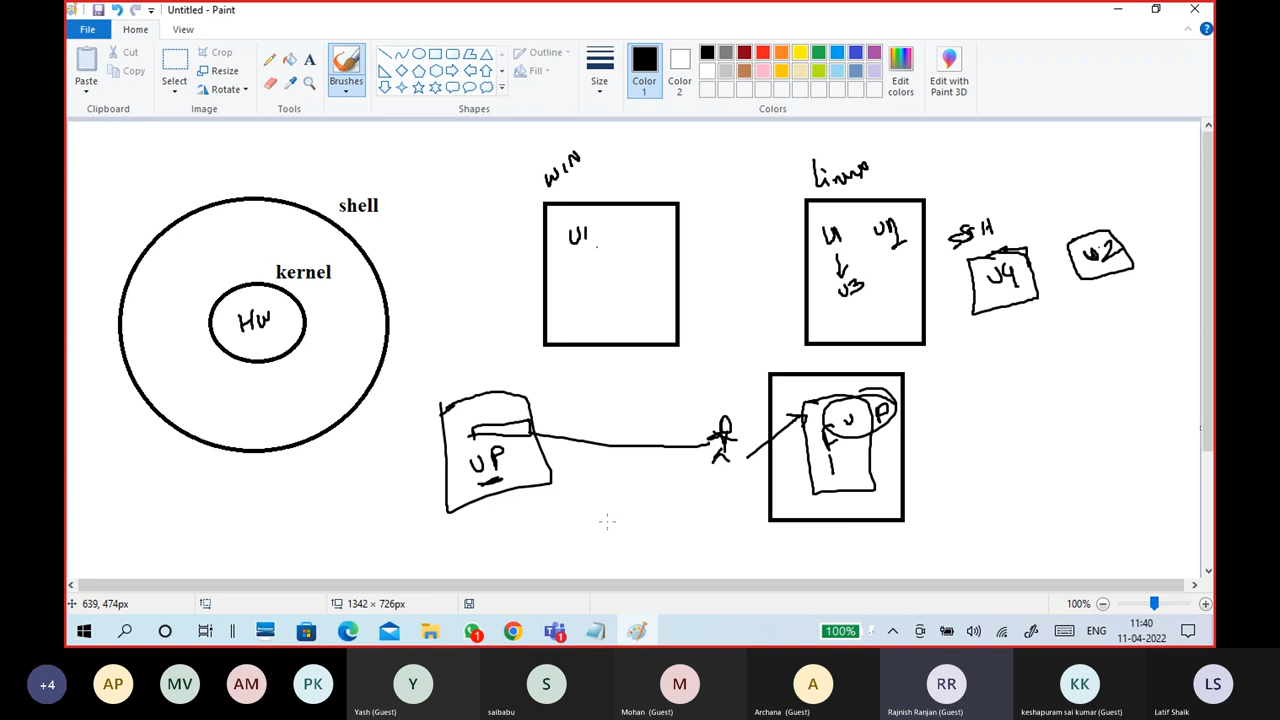 Untitled - Paint
File
Home
View
Paste
Cut
Copy
Clipboard
Select
Crop
Resize
Rotate
Image
Tools
Brushes
Shapes
Outline
Fill
Size
Color
1
Color
2
Colors
Edit
colors
Edit with
Paint 3D
WIN
shell
kernel
HW
U1
U1
U2
U3
SSH
U4
U2
UP
U
P
639, 474px
1342 × 726px
100%
100%
ENG
11:40
11-04-2022
+4
AP
MV
AM
PK
Y
Yash (Guest)
S
saibabu
M
Mohan (Guest)
A
Archana (Guest)
RR
Rajnish Ranjan (Guest)
KK
keshapuram sai kumar (Guest)
LS
Latif Shaik